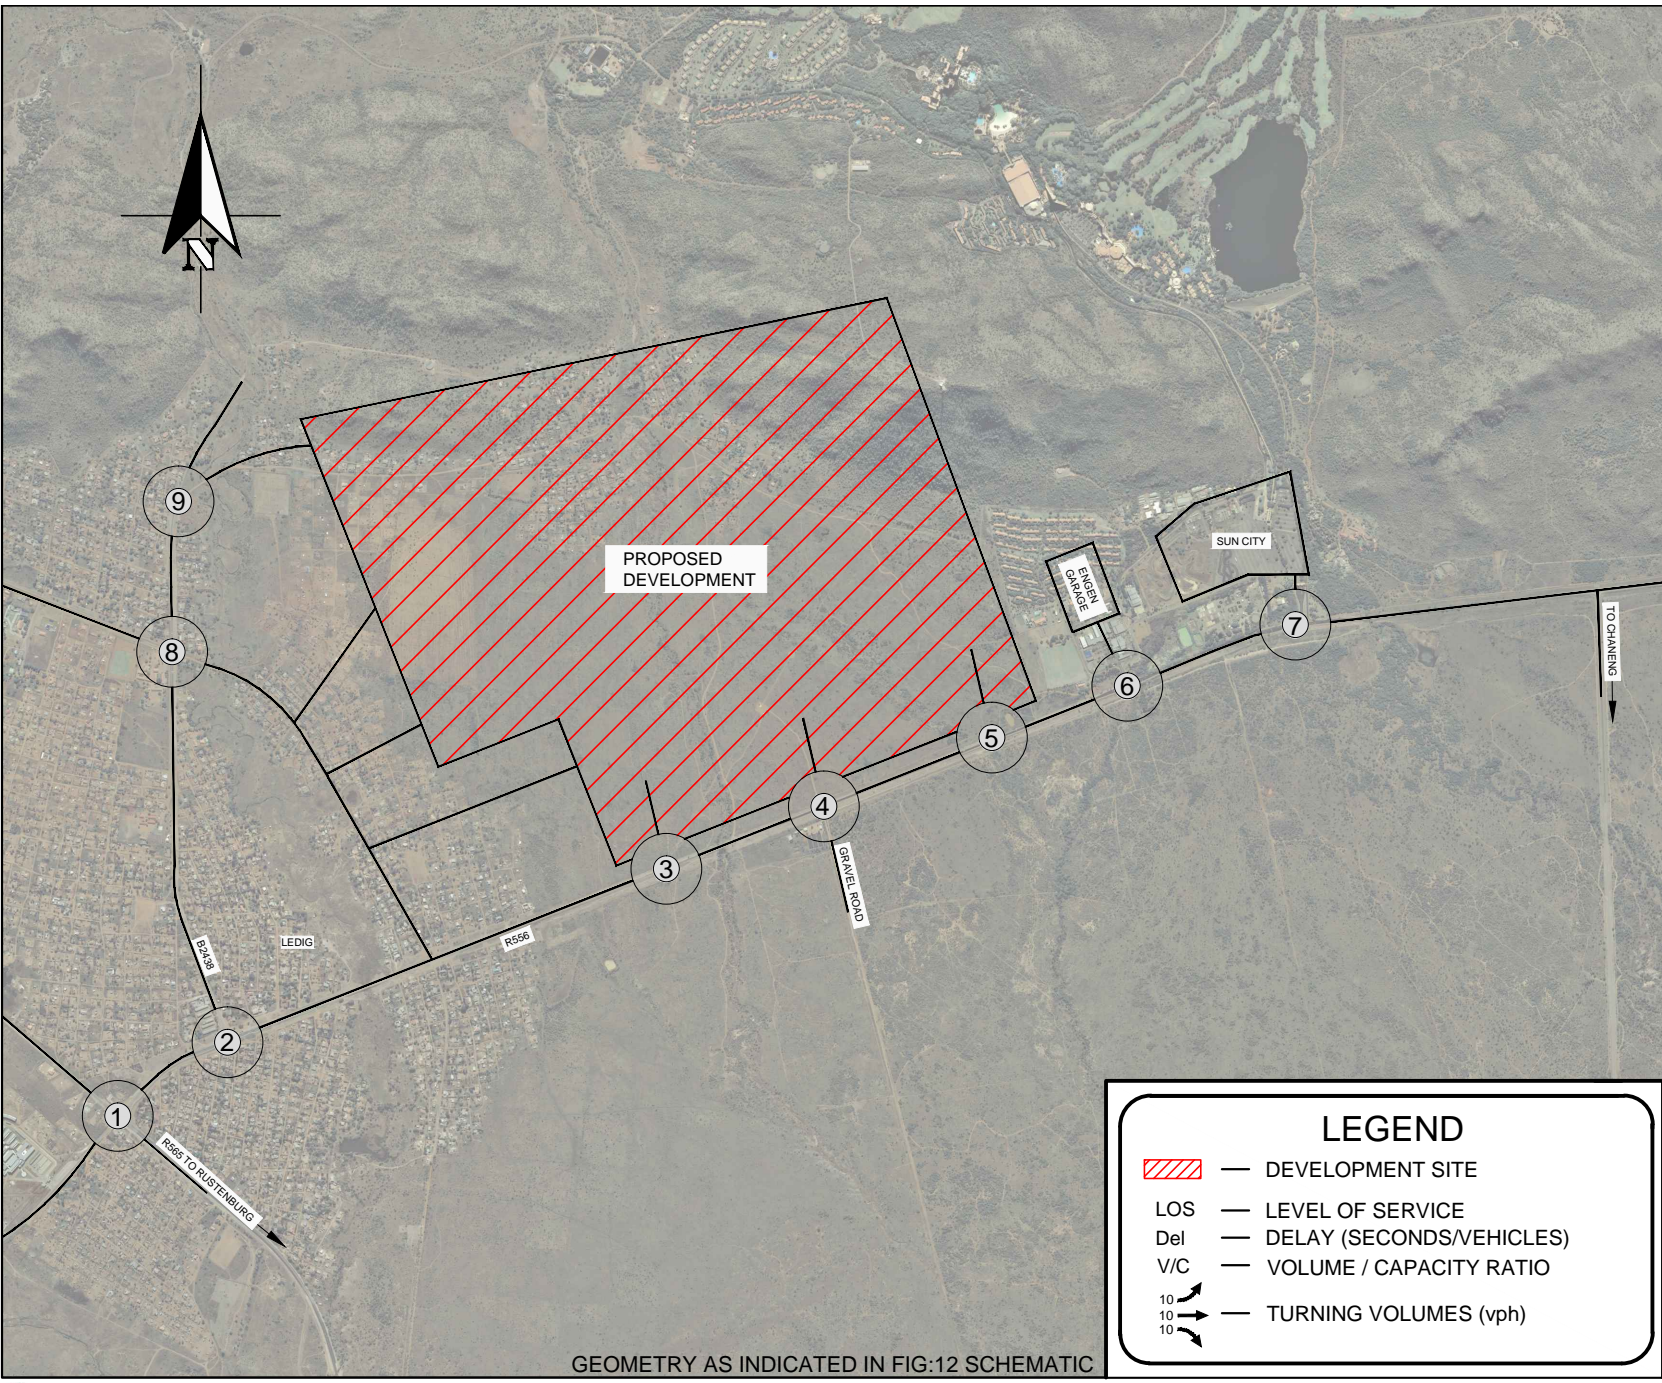 N
PROPOSED
DEVELOPMENT
SUN CITY
ENGEN
GARAGE
TO CHANENG
9
8
7
6
5
4
3
GRAVEL ROAD
R556
LEDIG
B2438
2
1
R565 TO RUSTENBURG
LEGEND
— DEVELOPMENT SITE
LOS — LEVEL OF SERVICE
Del — DELAY (SECONDS/VEHICLES)
V/C — VOLUME / CAPACITY RATIO
10
10 — TURNING VOLUMES (vph)
10
GEOMETRY AS INDICATED IN FIG:12 SCHEMATIC